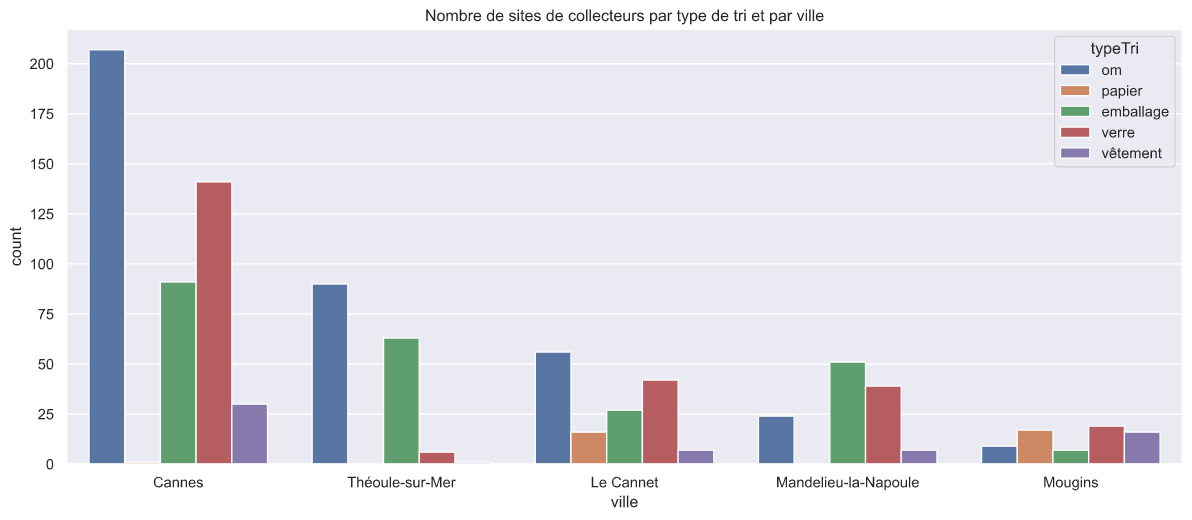 Nombre de sites de collecteurs par type de tri et par ville
typeTri
om
papier
emballage
verre
vêtement
count
200
175
150
125
100
75
50
25
0
Cannes
Théoule-sur-Mer
Le Cannet
Mandelieu-la-Napoule
Mougins
ville